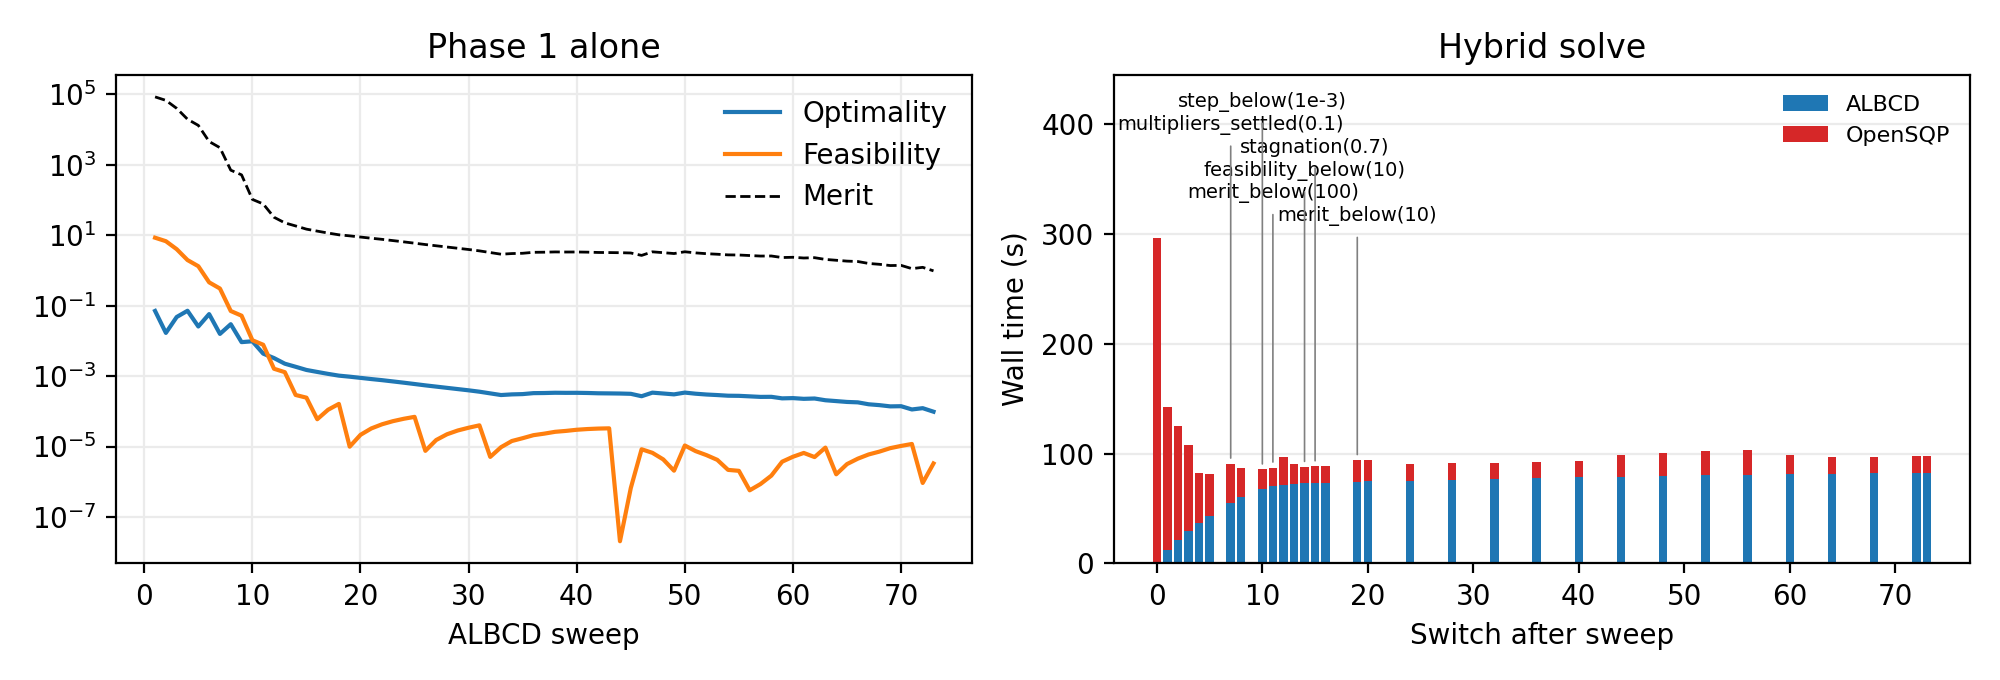 Phase 1 alone
10^5
10^3
10^1
10^−1
10^−3
10^−5
10^−7
Optimality
Feasibility
Merit
0 10 20 30 40 50 60 70
ALBCD sweep
Hybrid solve
Wall time (s)
400
300
200
100
0
step_below(1e-3)
multipliers_settled(0.1)
stagnation(0.7)
feasibility_below(10)
merit_below(100)
merit_below(10)
ALBCD
OpenSQP
0 10 20 30 40 50 60 70
Switch after sweep